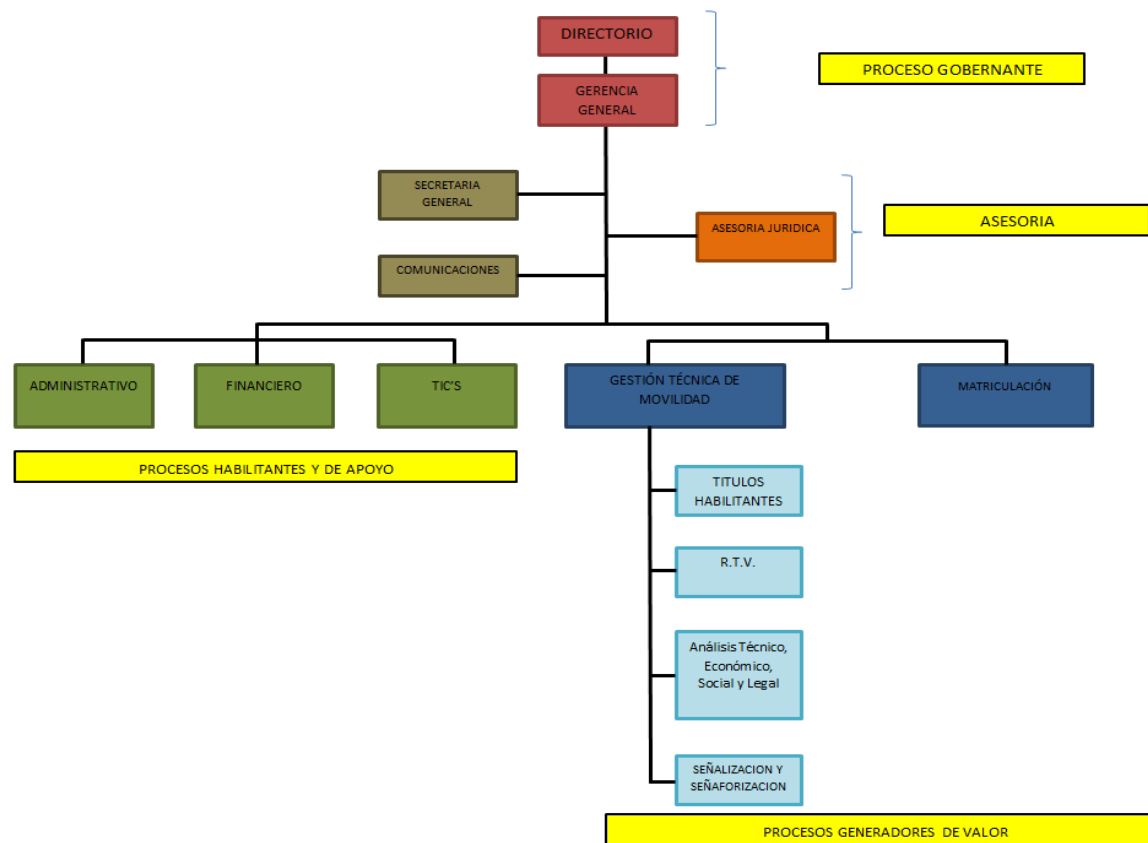 DIRECTORIO
PROCESO GOBERNANTE
GERENCIA
GENERAL
SECRETARIA
GENERAL
ASESORIA JURIDICA
ASESORIA
COMUNICACIONES
ADMINISTRATIVO
FINANCIERO
TIC'S
GESTIÓN TÉCNICA DE
MOVILIDAD
MATRICULACIÓN
PROCESOS HABILITANTES Y DE APOYO
TITULOS
HABILITANTES
R.T.V.
Análisis Técnico,
Económico,
Social y Legal
SEÑALIZACION Y
SEÑAFORIZACION
PROCESOS GENERADORES DE VALOR